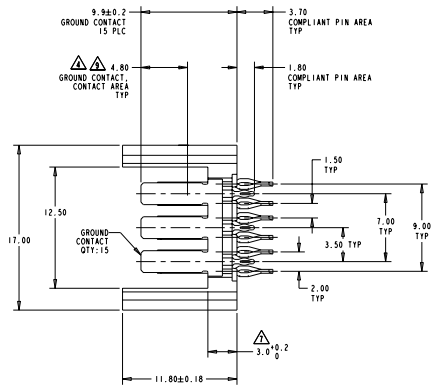 9.9±0.2
GROUND CONTACT
15 PLC
3.70
COMPLIANT PIN AREA
TYP
4 9 4.80
GROUND CONTACT,
CONTACT AREA
TYP
1.80
COMPLIANT PIN AREA
TYP
1.50
TYP
17.00
12.50
GROUND
CONTACT
QTY:15
7.00
TYP
9.00
TYP
3.50 TYP
2.00
TYP
7
3.0 +0.2
0
11.80±0.18